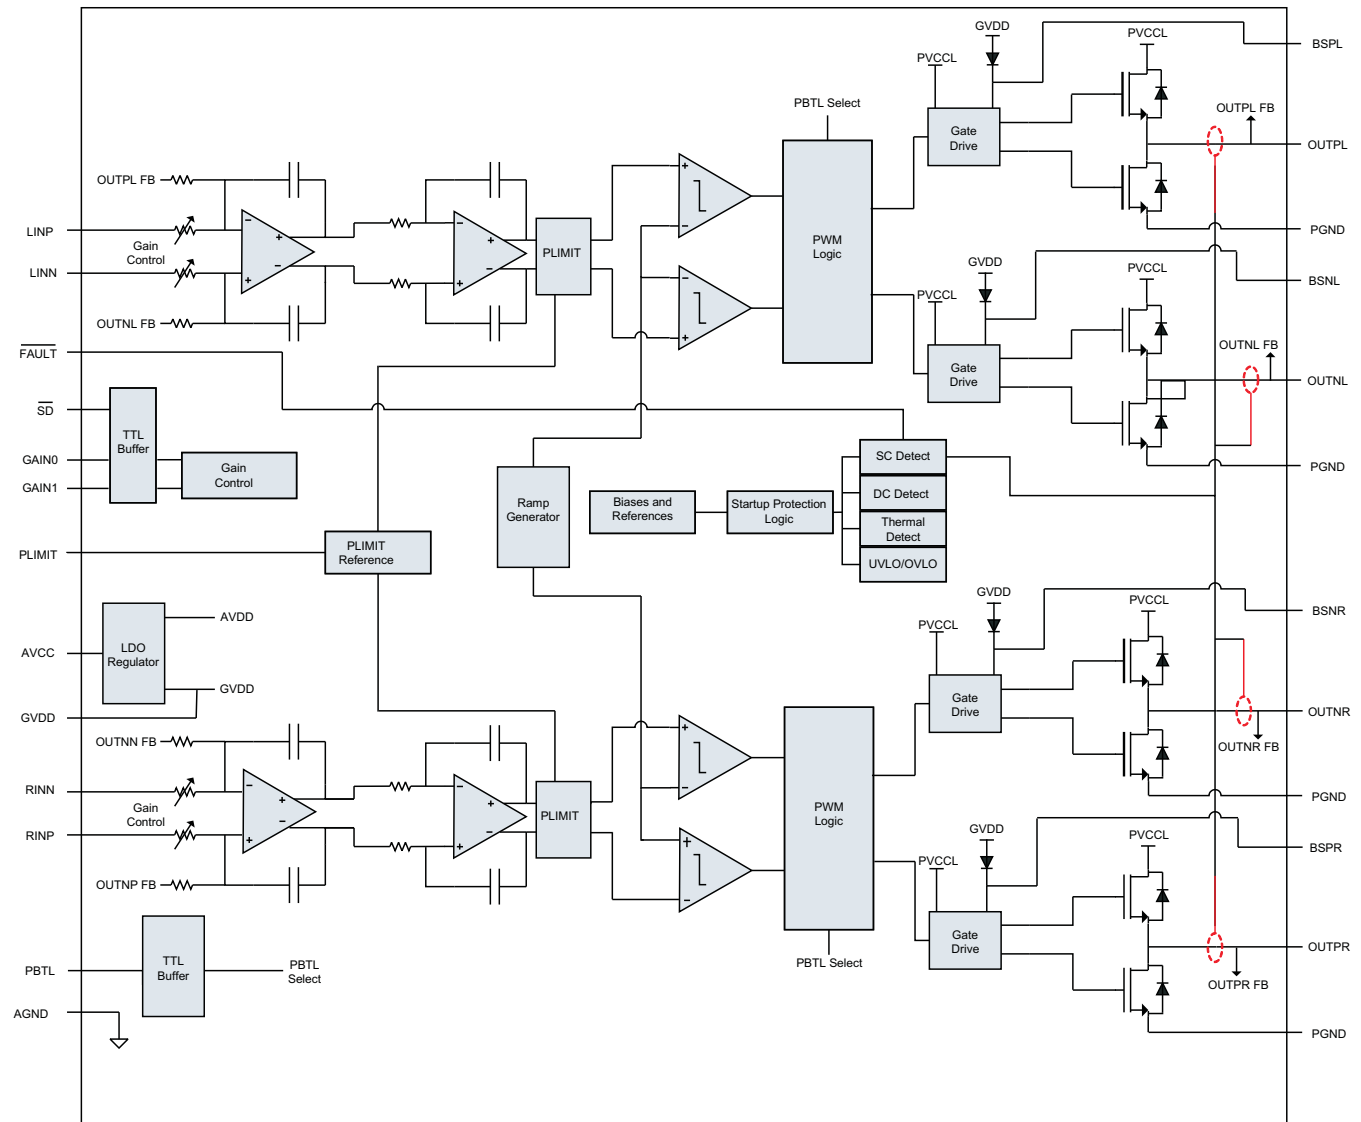 GVDD
PVCCL
BSPL
PVCCL
PBTL Select
OUTPL FB
Gate
Drive
OUTPL
OUTPL FB
+
−
LINP
−
+
−
+
PGND
Gain
Control
PLIMIT
PWM
Logic
LINN
+
−
−
+
−
+
GVDD
PVCCL
BSNL
PVCCL
OUTNL FB
FAULT
OUTNL FB
Gate
Drive
OUTNL
SD
TTL
Buffer
GAIN0
GAIN1
Gain
Control
SC Detect
PGND
Ramp
Generator
Biases and
References
Startup Protection
Logic
DC Detect
Thermal
Detect
UVLO/OVLO
PLIMIT
PLIMIT
Reference
GVDD
PVCCL
BSNR
AVDD
PVCCL
AVCC
LDO
Regulator
GVDD
Gate
Drive
GVDD
OUTNR
OUTNN FB
+
−
OUTNR FB
RINN
−
+
−
+
PGND
Gain
Control
PLIMIT
PWM
Logic
RINP
+
−
−
+
+
−
GVDD
PVCCL
BSPR
PVCCL
OUTNP FB
Gate
Drive
OUTPR
PBTL
TTL
Buffer
PBTL
Select
PBTL Select
OUTPR FB
AGND
PGND